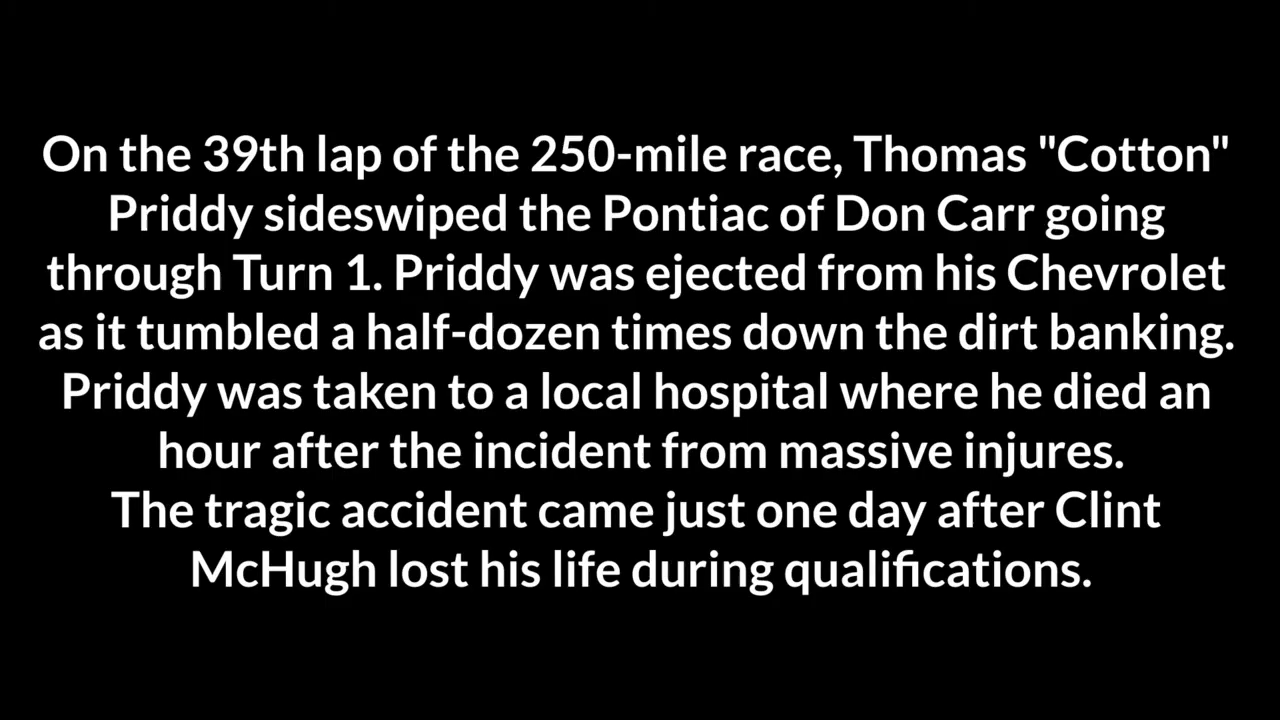 On the 39th lap of the 250-mile race, Thomas "Cotton"
Priddy sideswiped the Pontiac of Don Carr going
through Turn 1. Priddy was ejected from his Chevrolet
as it tumbled a half-dozen times down the dirt banking.
Priddy was taken to a local hospital where he died an
hour after the incident from massive injures.
The tragic accident came just one day after Clint
McHugh lost his life during qualifications.